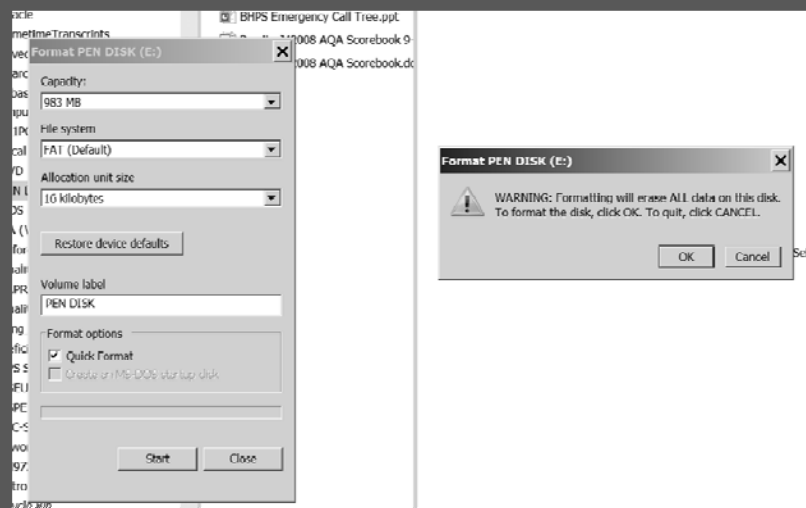 BHPS Emergency Call Tree.ppt
2008 AQA Scorebook 9
2008 AQA Scorebook.dc
Format PEN DISK (E:)
Capacity:
983 MB
File system
FAT (Default)
Allocation unit size
16 kilobytes
Restore device defaults
Volume label
PEN DISK
Format options
Quick Format
Create an MS-DOS startup disk
Start
Close
Format PEN DISK (E:)
WARNING: Formatting will erase ALL data on this disk.
To format the disk, click OK. To quit, click CANCEL.
OK
Cancel